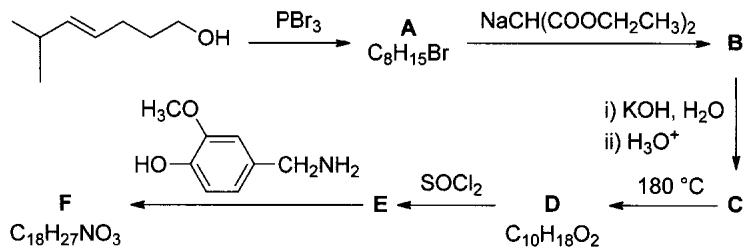 OH
PBr₃
A
C₈H₁₅Br
NaCH(COOCH₂CH₃)₂
B
i) KOH, H₂O
ii) H₃O⁺
H₃CO
HO
CH₂NH₂
F
C₁₈H₂₇NO₃
E
SOCl₂
D
C₁₀H₁₈O₂
180 °C
C